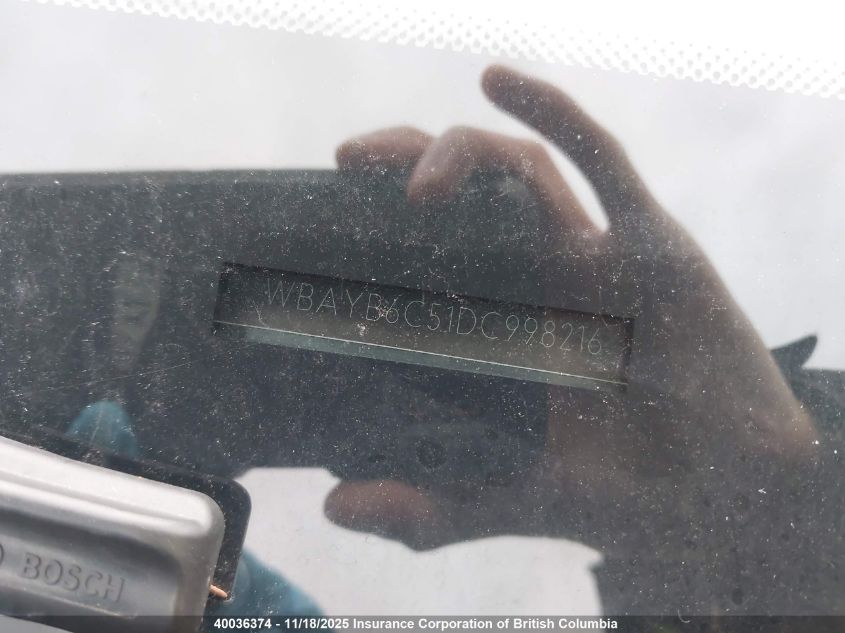 WBAYB6C51DC998216
BOSCH
40036374 - 11/18/2025 Insurance Corporation of British Columbia